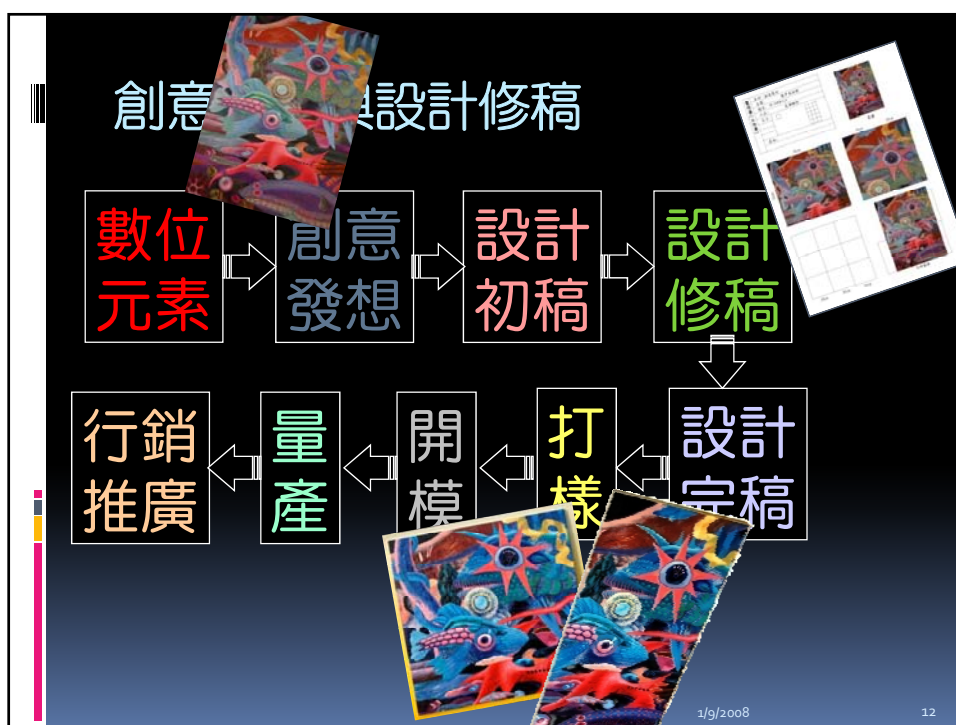 創意 與設計修稿
數位
元素
創意
發想
設計
初稿
設計
修稿
設計
完稿
打
樣
開
模
量
產
行銷
推廣
1/9/2008
12